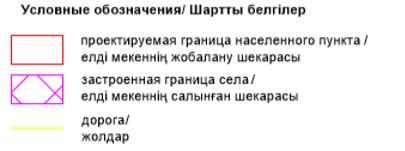 Условные обозначения/ Шартты белгілер
проектируемая граница населенного пункта /
елді мекеннің жобалану шекарасы
застроенная граница села /
елді мекеннің салынған шекарасы
дорога/
жолдар